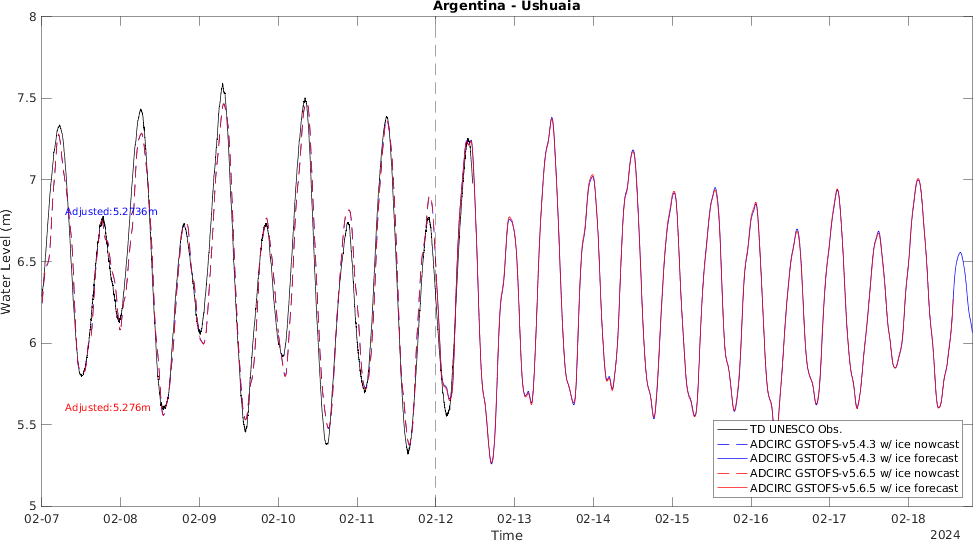 Argentina - Ushuaia
8
7.5
7
6.5
6
5.5
5
Water Level (m)
Adjusted:5.2736m
Adjusted:5.276m
TD UNESCO Obs.
ADCIRC GSTOFS-v5.4.3 w/ ice nowcast
ADCIRC GSTOFS-v5.4.3 w/ ice forecast
ADCIRC GSTOFS-v5.6.5 w/ ice nowcast
ADCIRC GSTOFS-v5.6.5 w/ ice forecast
02-07 02-08 02-09 02-10 02-11 02-12 02-13 02-14 02-15 02-16 02-17 02-18
Time
2024